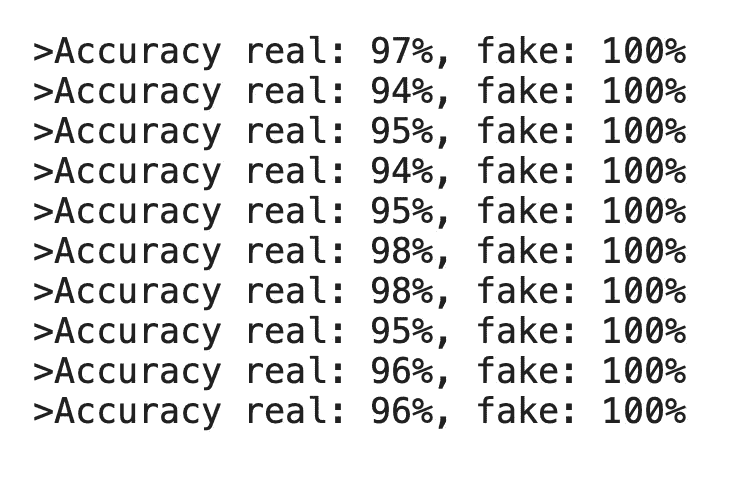 >Accuracy real: 97%, fake: 100%
>Accuracy real: 94%, fake: 100%
>Accuracy real: 95%, fake: 100%
>Accuracy real: 94%, fake: 100%
>Accuracy real: 95%, fake: 100%
>Accuracy real: 98%, fake: 100%
>Accuracy real: 98%, fake: 100%
>Accuracy real: 95%, fake: 100%
>Accuracy real: 96%, fake: 100%
>Accuracy real: 96%, fake: 100%